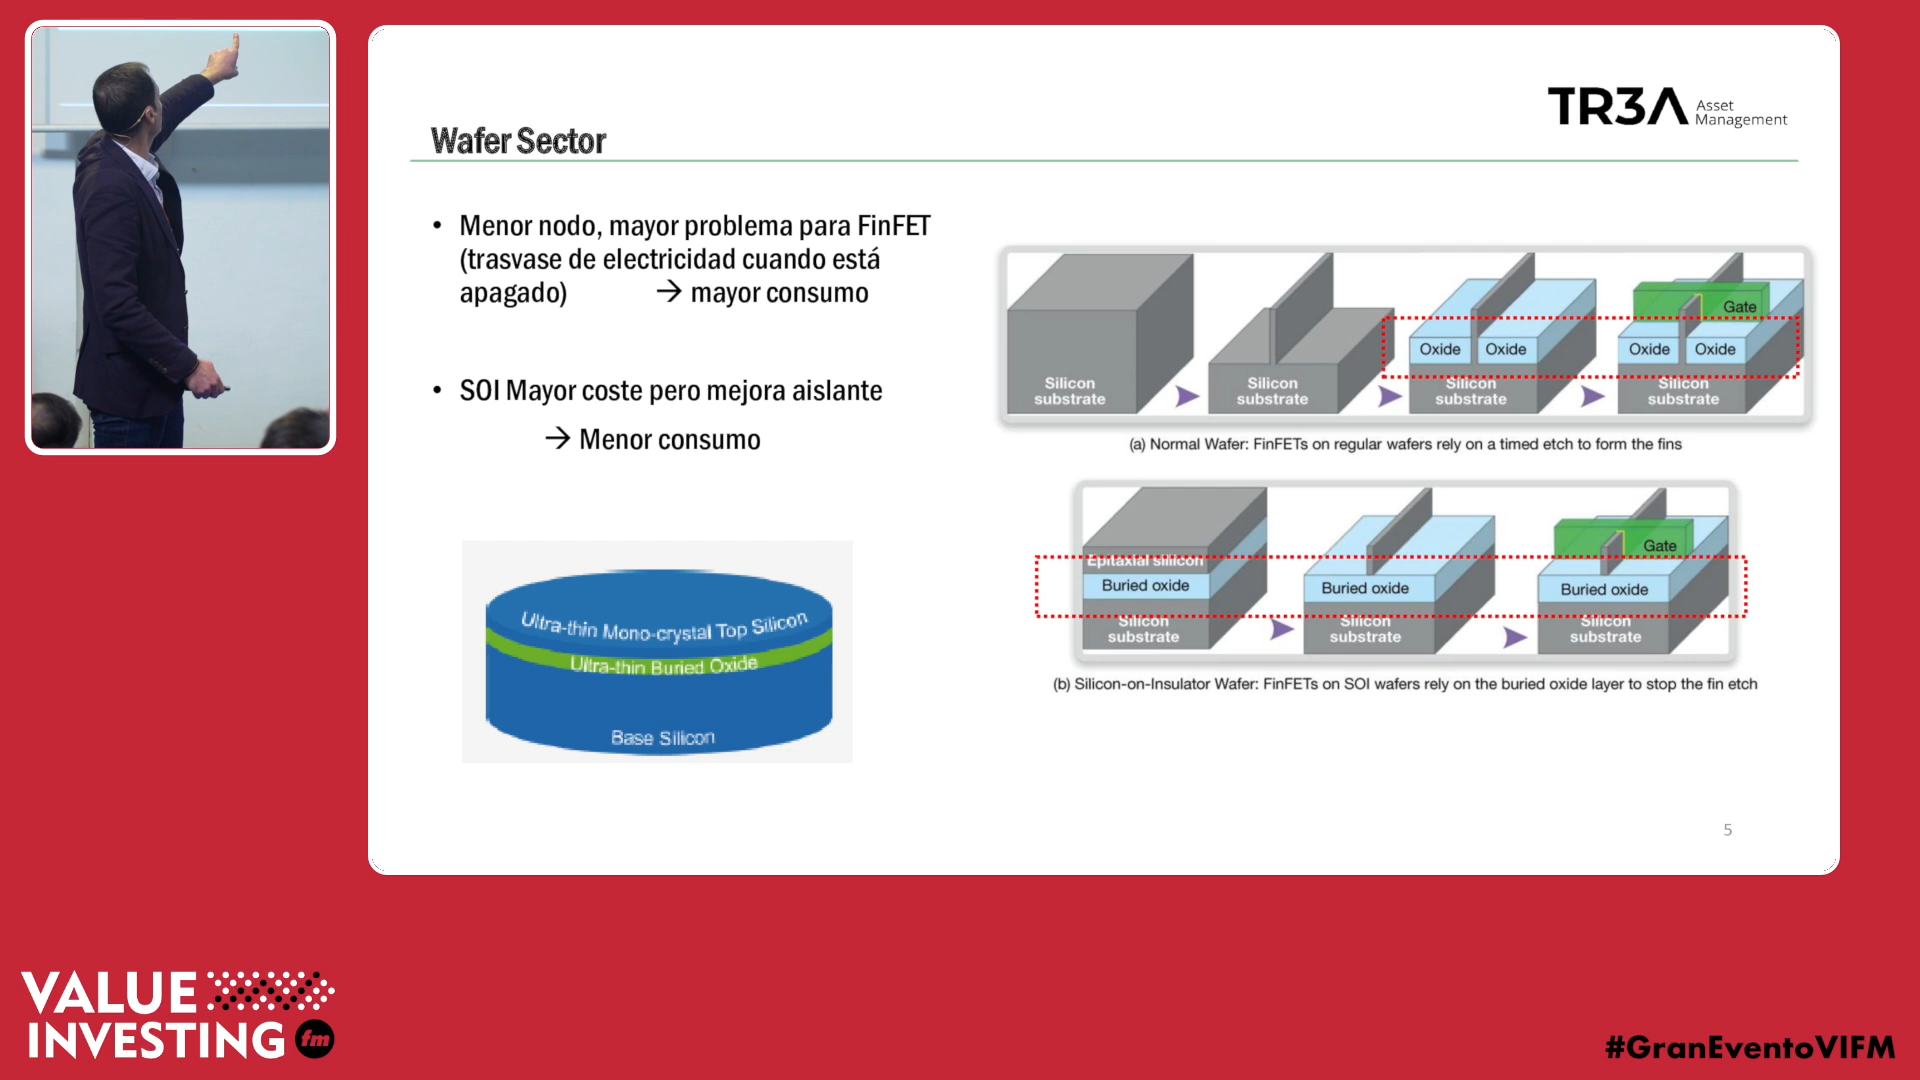 TR3Λ Asset
Management
Wafer Sector
• Menor nodo, mayor problema para FinFET
(trasvase de electricidad cuando está
apagado) → mayor consumo
• SOI Mayor coste pero mejora aislante
→ Menor consumo
Ultra-thin Mono-crystal Top Silicon
Ultra-thin Buried Oxide
Base Silicon
Silicon
substrate
Silicon
substrate
Oxide Oxide
Silicon
substrate
Gate
Oxide Oxide
Silicon
substrate
(a) Normal Wafer: FinFETs on regular wafers rely on a timed etch to form the fins
Epitaxial silicon
Buried oxide
Silicon
substrate
Buried oxide
Silicon
substrate
Gate
Buried oxide
Silicon
substrate
(b) Silicon-on-Insulator Wafer: FinFETs on SOI wafers rely on the buried oxide layer to stop the fin etch
5
VALUE
INVESTING fm
#GranEventoVIFM